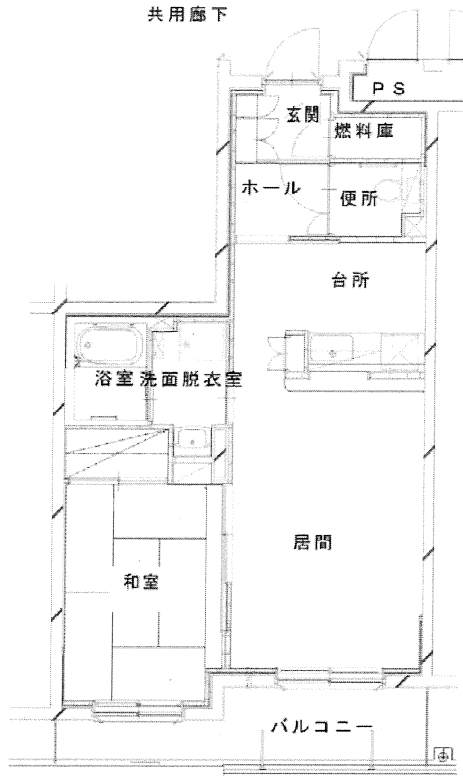 共用廊下
PS
玄関
燃料庫
ホール
便所
台所
浴室 洗面脱衣室
居間
和室
バルコニー